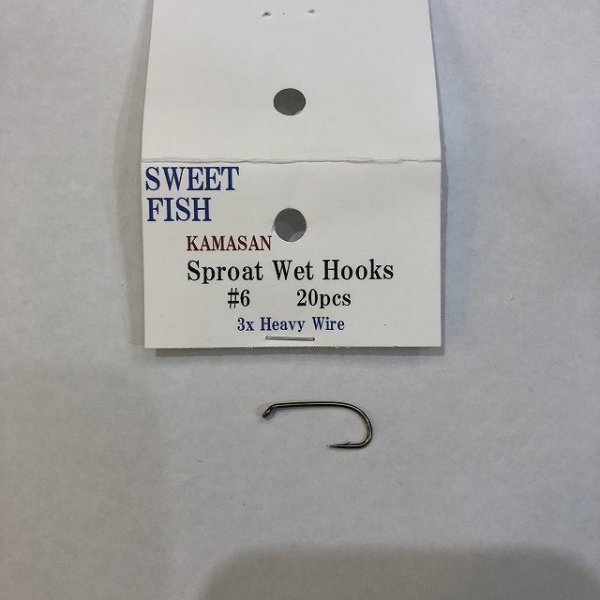 SWEET
FISH
KAMASAN
Sproat Wet Hooks
#6 20pcs
3x Heavy Wire